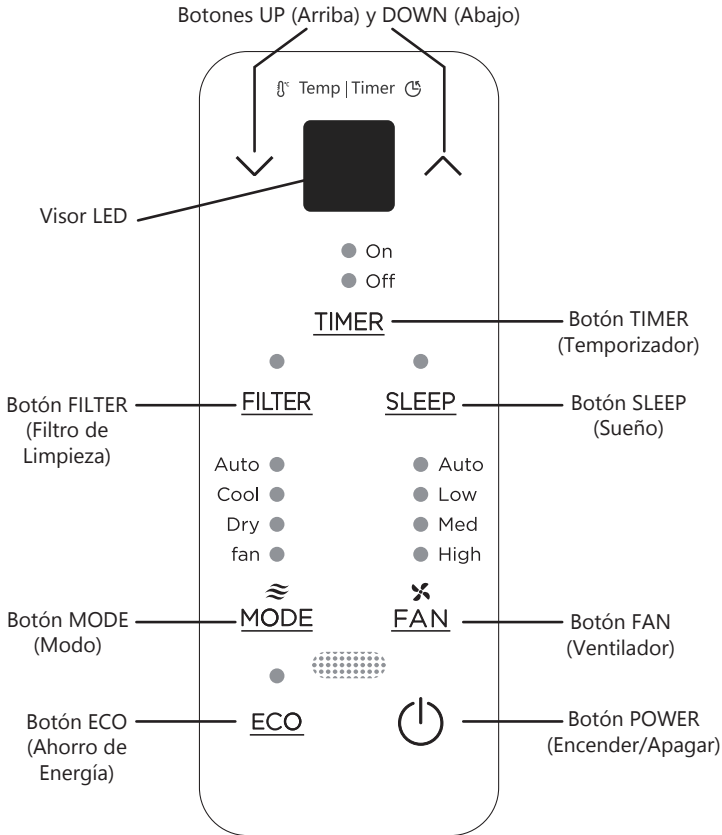 Botones UP (Arriba) y DOWN (Abajo)
°C Temp | Timer
Visor LED
On
Off
TIMER
Botón TIMER
(Temporizador)
FILTER
SLEEP
Botón FILTER
(Filtro de
Limpieza)
Botón SLEEP
(Sueño)
Auto
Cool
Dry
fan
Auto
Low
Med
High
MODE
FAN
Botón MODE
(Modo)
Botón FAN
(Ventilador)
ECO
Botón ECO
(Ahorro de
Energía)
Botón POWER
(Encender/Apagar)